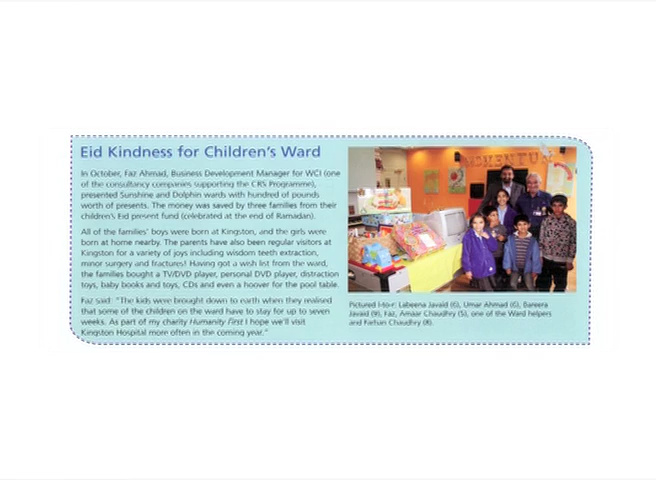 Eid Kindness for Children's Ward
In October, Faz Ahmad, Business Development Manager for WCI (one
of the consultancy companies supporting the CRS Programme),
presented Sunshine and Dolphin wards with hundred of pounds
worth of presents. The money was saved by three families from their
children's Eid present fund (celebrated at the end of Ramadan).
All of the families' boys were born at Kingston, and the girls were
born at home nearby. The parents have also been regular visitors at
Kingston for a variety of joys including wisdom teeth extraction,
minor surgery and fractures! Having got a wish list from the ward,
the families bought a TV/DVD player, personal DVD player, distraction
toys, baby books and toys, CDs and even a hoover for the pool table.
Faz said: "The kids were brought down to earth when they realised
that some of the children on the ward have to stay for up to seven
weeks. As part of my charity Humanity First I hope we'll visit
Kingston Hospital more often in the coming year."
MOMENTUM
Pictured l-to-r: Labeena Javaid (6), Umar Ahmad (6), Bareera
Javaid (9), Faz, Amaar Chaudhry (5), one of the Ward helpers
and Farhan Chaudhry (8).